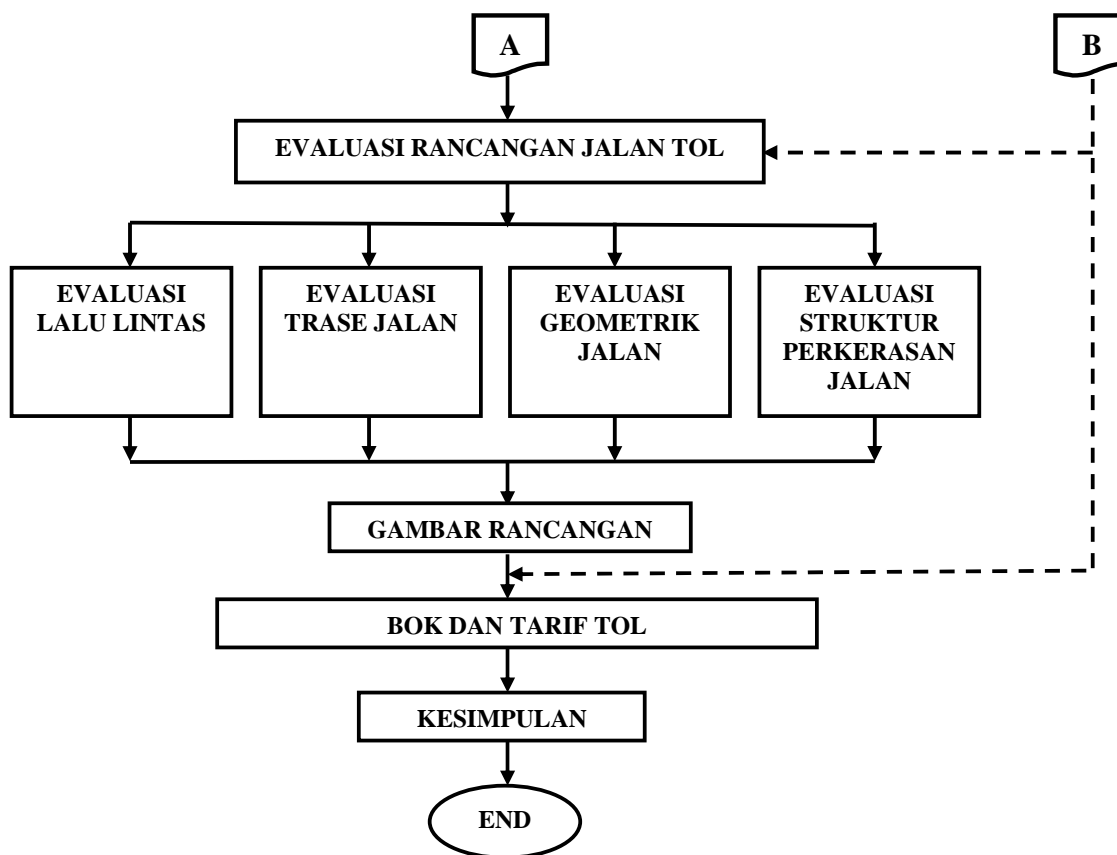 A
B
EVALUASI RANCANGAN JALAN TOL
EVALUASI
LALU LINTAS
EVALUASI
TRASE JALAN
EVALUASI
GEOMETRIK
JALAN
EVALUASI
STRUKTUR
PERKERASAN
JALAN
GAMBAR RANCANGAN
BOK DAN TARIF TOL
KESIMPULAN
END